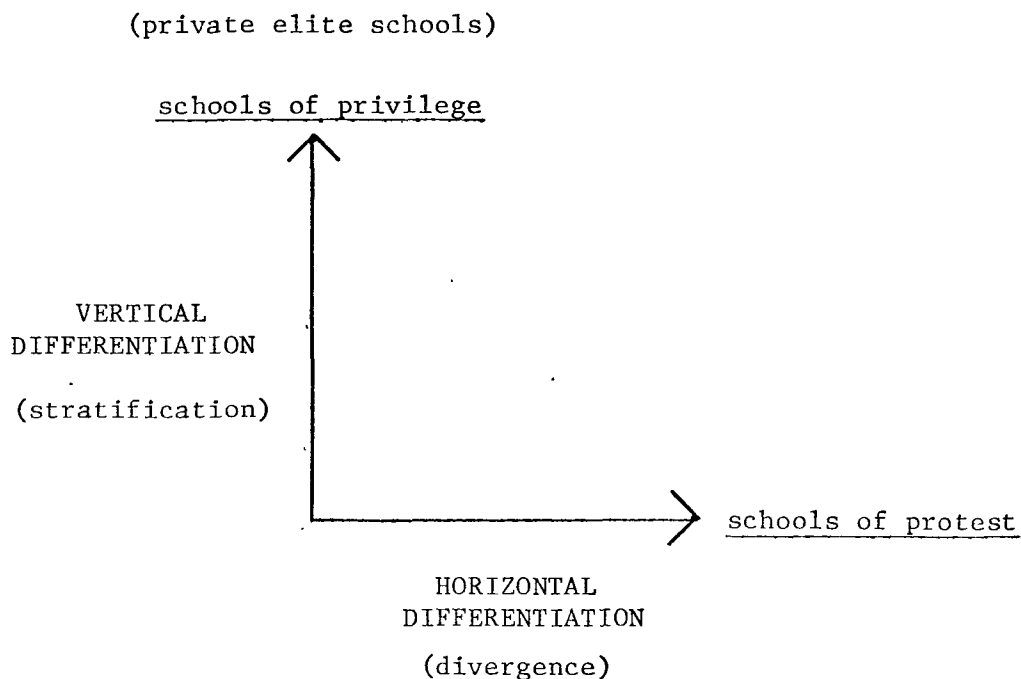 (private elite schools)
schools of privilege
VERTICAL
DIFFERENTIATION
(stratification)
schools of protest
HORIZONTAL
DIFFERENTIATION
(divergence)